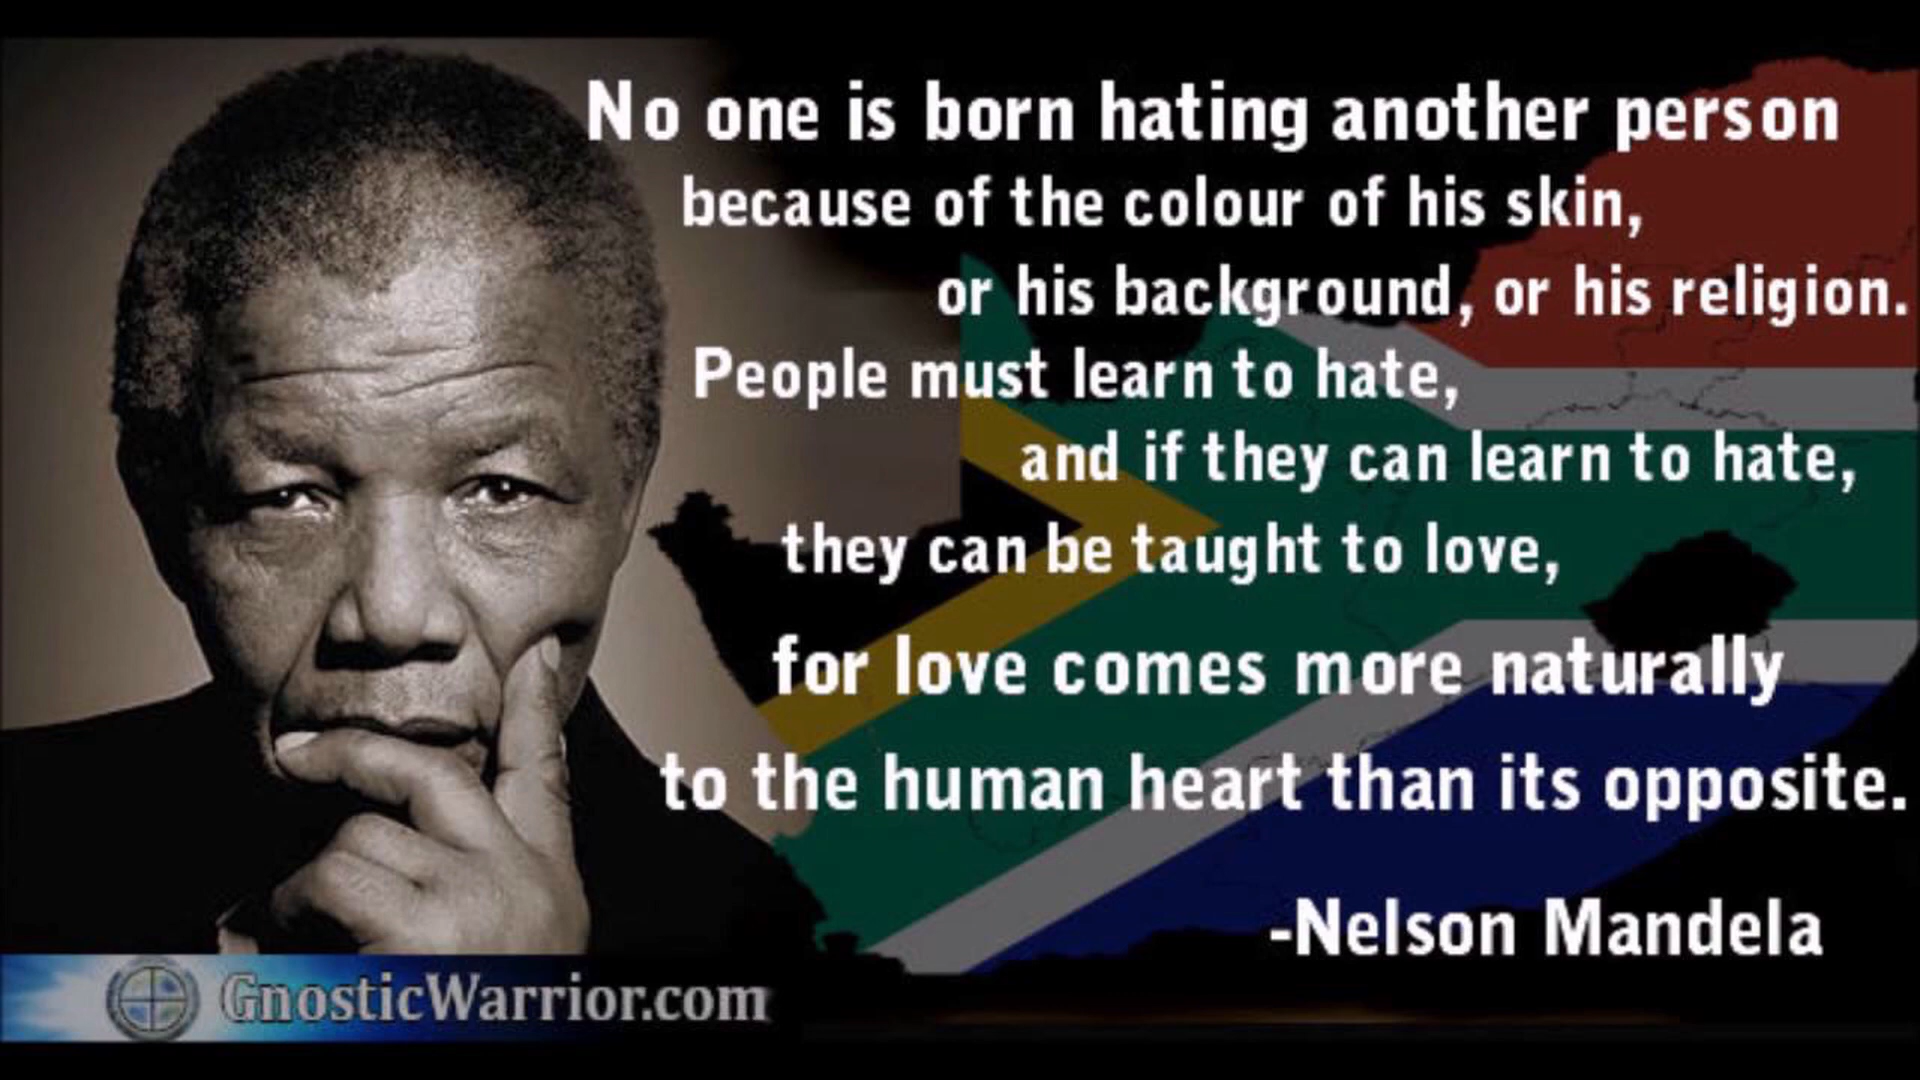 No one is born hating another person
because of the colour of his skin,
or his background, or his religion.
People must learn to hate,
and if they can learn to hate,
they can be taught to love,
for love comes more naturally
to the human heart than its opposite.
-Nelson Mandela
GnosticWarrior.com